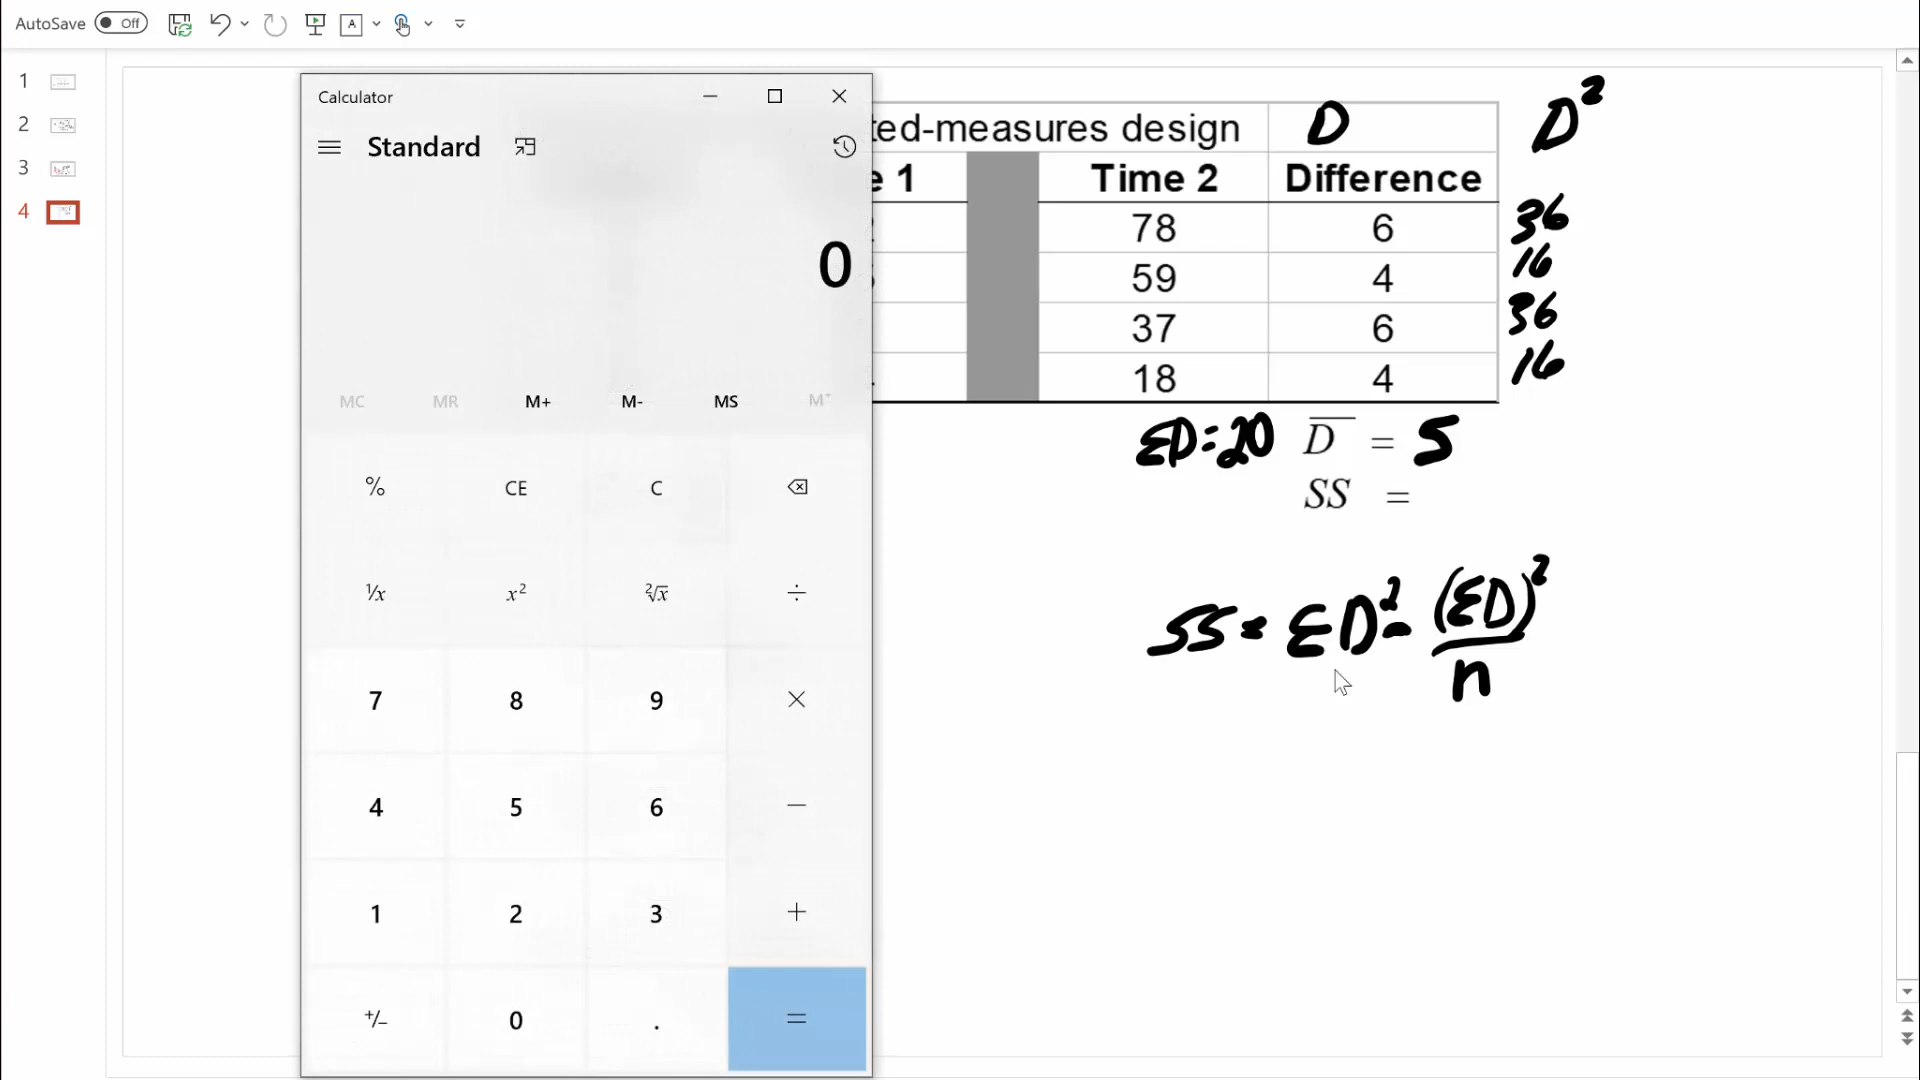 AutoSave Off
1
2
3
4
Calculator
Standard
0
MC MR M+ M- MS M
% CE C
1/x x² ²√x ÷
7 8 9 ×
4 5 6 −
1 2 3 +
+/− 0 . =
ted-measures design D D²
e 1 Time 2 Difference
78 6 36
59 4 16
37 6 36
18 4 16
ΣD=20 D̅ = 5
SS =
SS = ΣD² - (ΣD)²
n